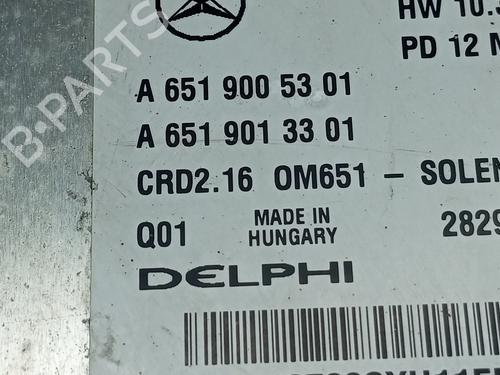 HW 10.
PD 12
A 651 900 53 01
A 651 901 33 01
CRD2.16 OM651 – SOLEN
Q01 MADE IN HUNGARY 2829
DELPHI
B-PARTS